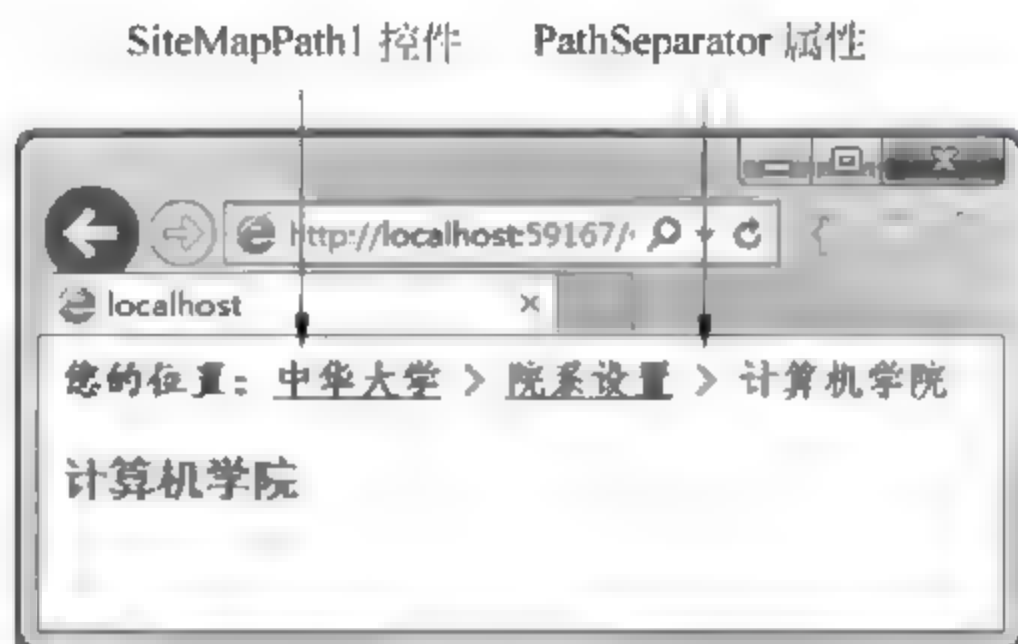 SiteMapPath1 控件 PathSeparator 属性
http://localhost:59167/
localhost
您的位置: 中华大学 > 院系设置 > 计算机学院
计算机学院